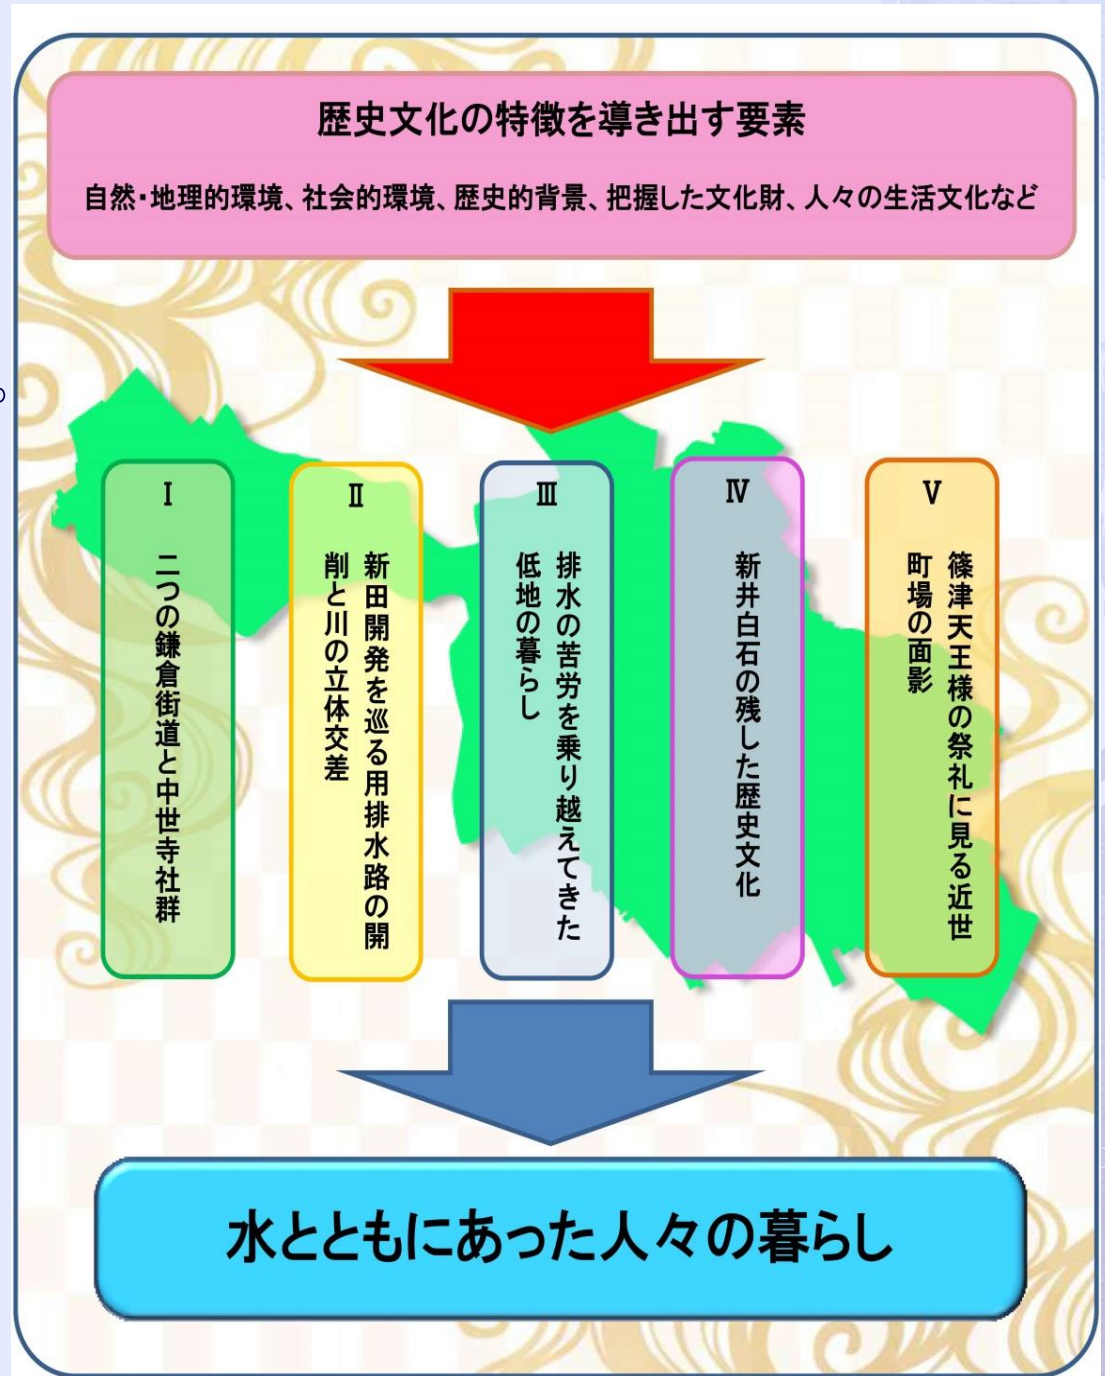 歴史文化の特徴を導き出す要素
自然・地理的環境、社会的環境、歴史的背景、把握した文化財、人々の生活文化など
Ⅰ
二つの鎌倉街道と中世寺社群
Ⅱ
新田開発を巡る用排水路の開
削と川の立体交差
Ⅲ
排水の苦労を乗り越えてきた
低地の暮らし
Ⅳ
新井白石の残した歴史文化
Ⅴ
篠津天王様の祭礼に見る近世
町場の面影
水とともにあった人々の暮らし